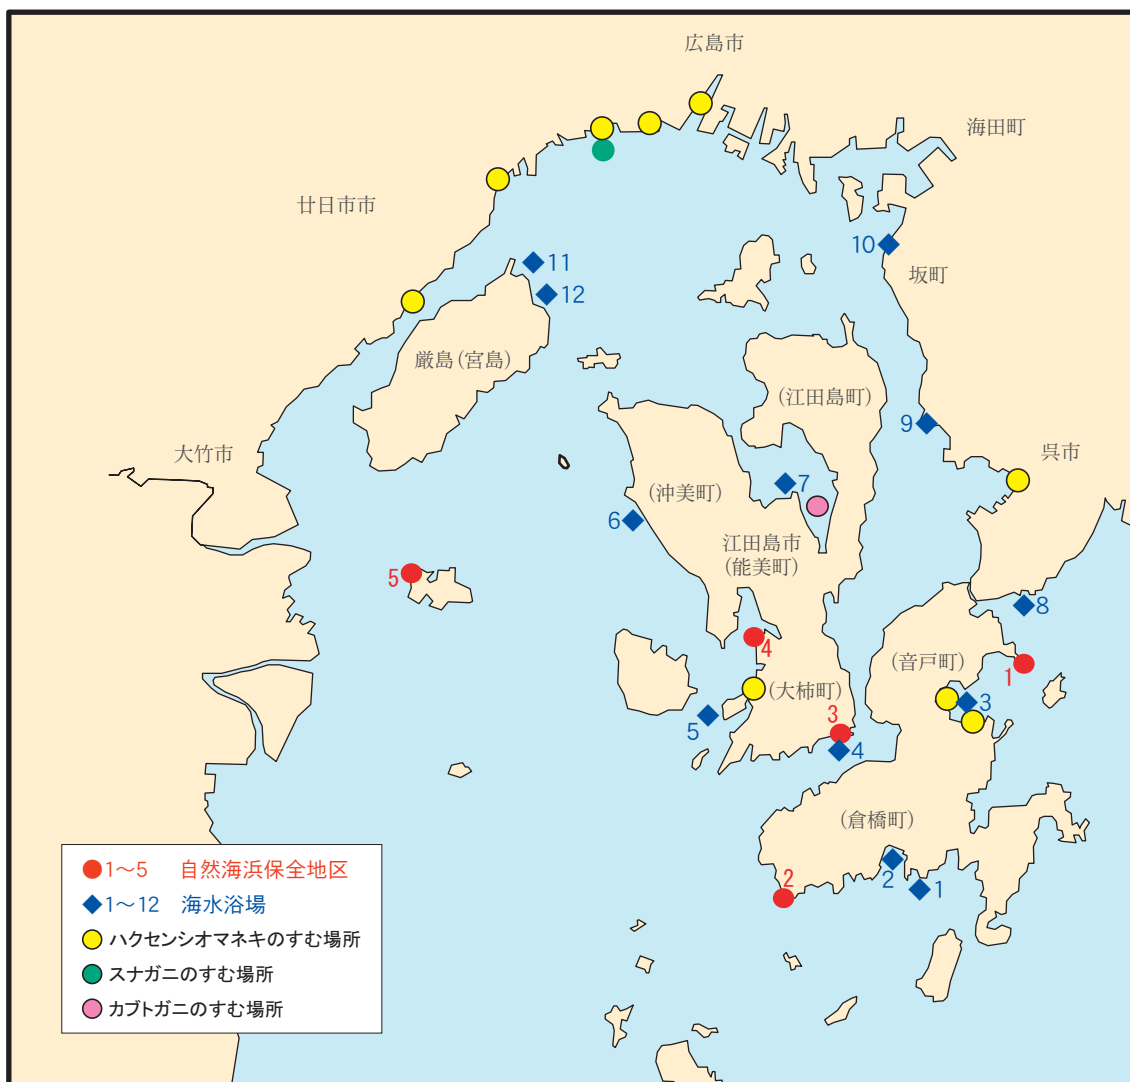 広島市
海田町
廿日市市
10
坂町
11
12
厳島(宮島)
(江田島町)
9
大竹市
呉市
7
(沖美町)
6
江田島市
(能美町)
5
8
4
(音戸町)
1
(大柿町)
3
5
3
4
(倉橋町)
2
2
1
1～5 自然海浜保全地区
1～12 海水浴場
ハクセンシオマネキのすむ場所
スナガニのすむ場所
カブトガニのすむ場所